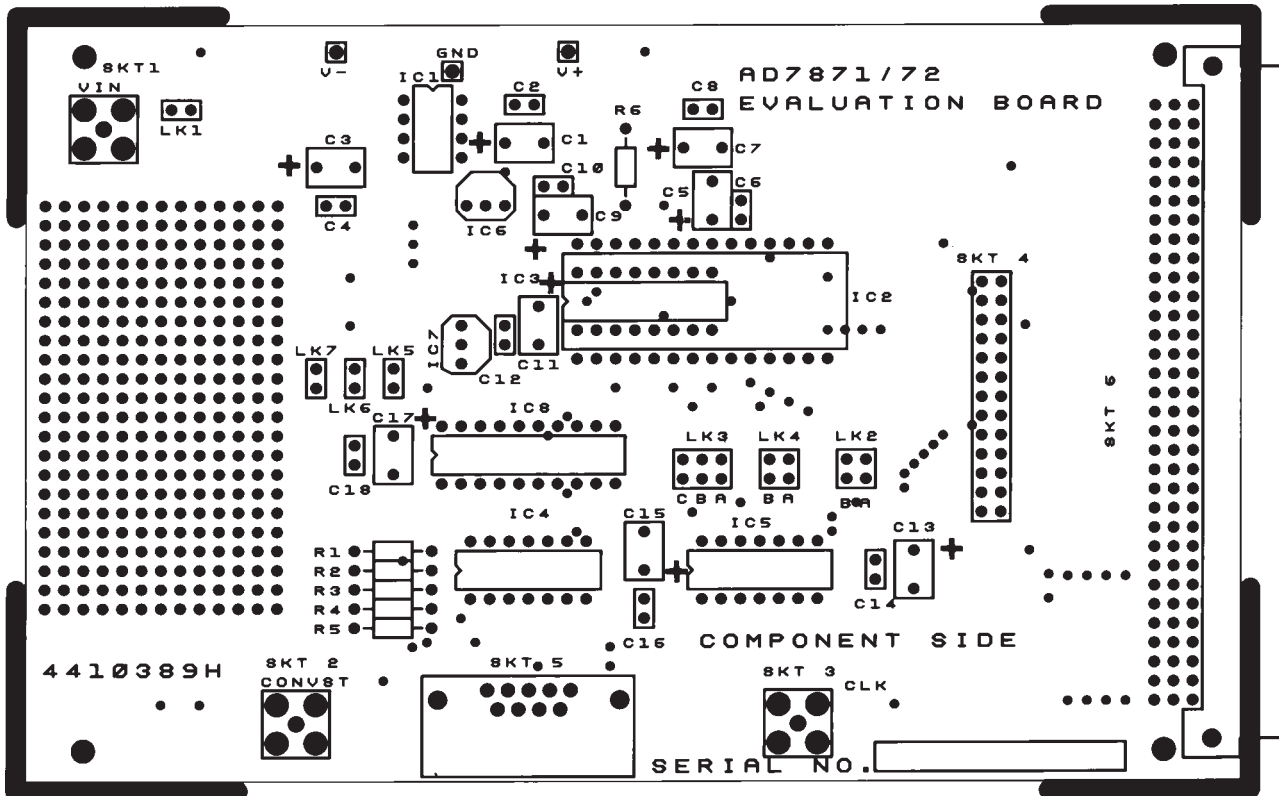 SKT1
VIN
LK1
V-
GND
IC1
V+
C2
C1
R6
C8
AD7871/72
EVALUATION BOARD
C3
C7
C10
C4
IC6
C9
C5
C6
IC3
IC2
SKT 4
IC7
C12
C11
LK7
LK5
LK6
C17
IC8
LK3
LK4
LK2
SKT 6
C18
C B A
B A
B A
IC4
C15
IC5
C13
R1
R2
R3
R4
R5
C14
C16
COMPONENT SIDE
4410389H
SKT 2
CONVST
SKT 5
SKT 3
CLK
SERIAL NO.